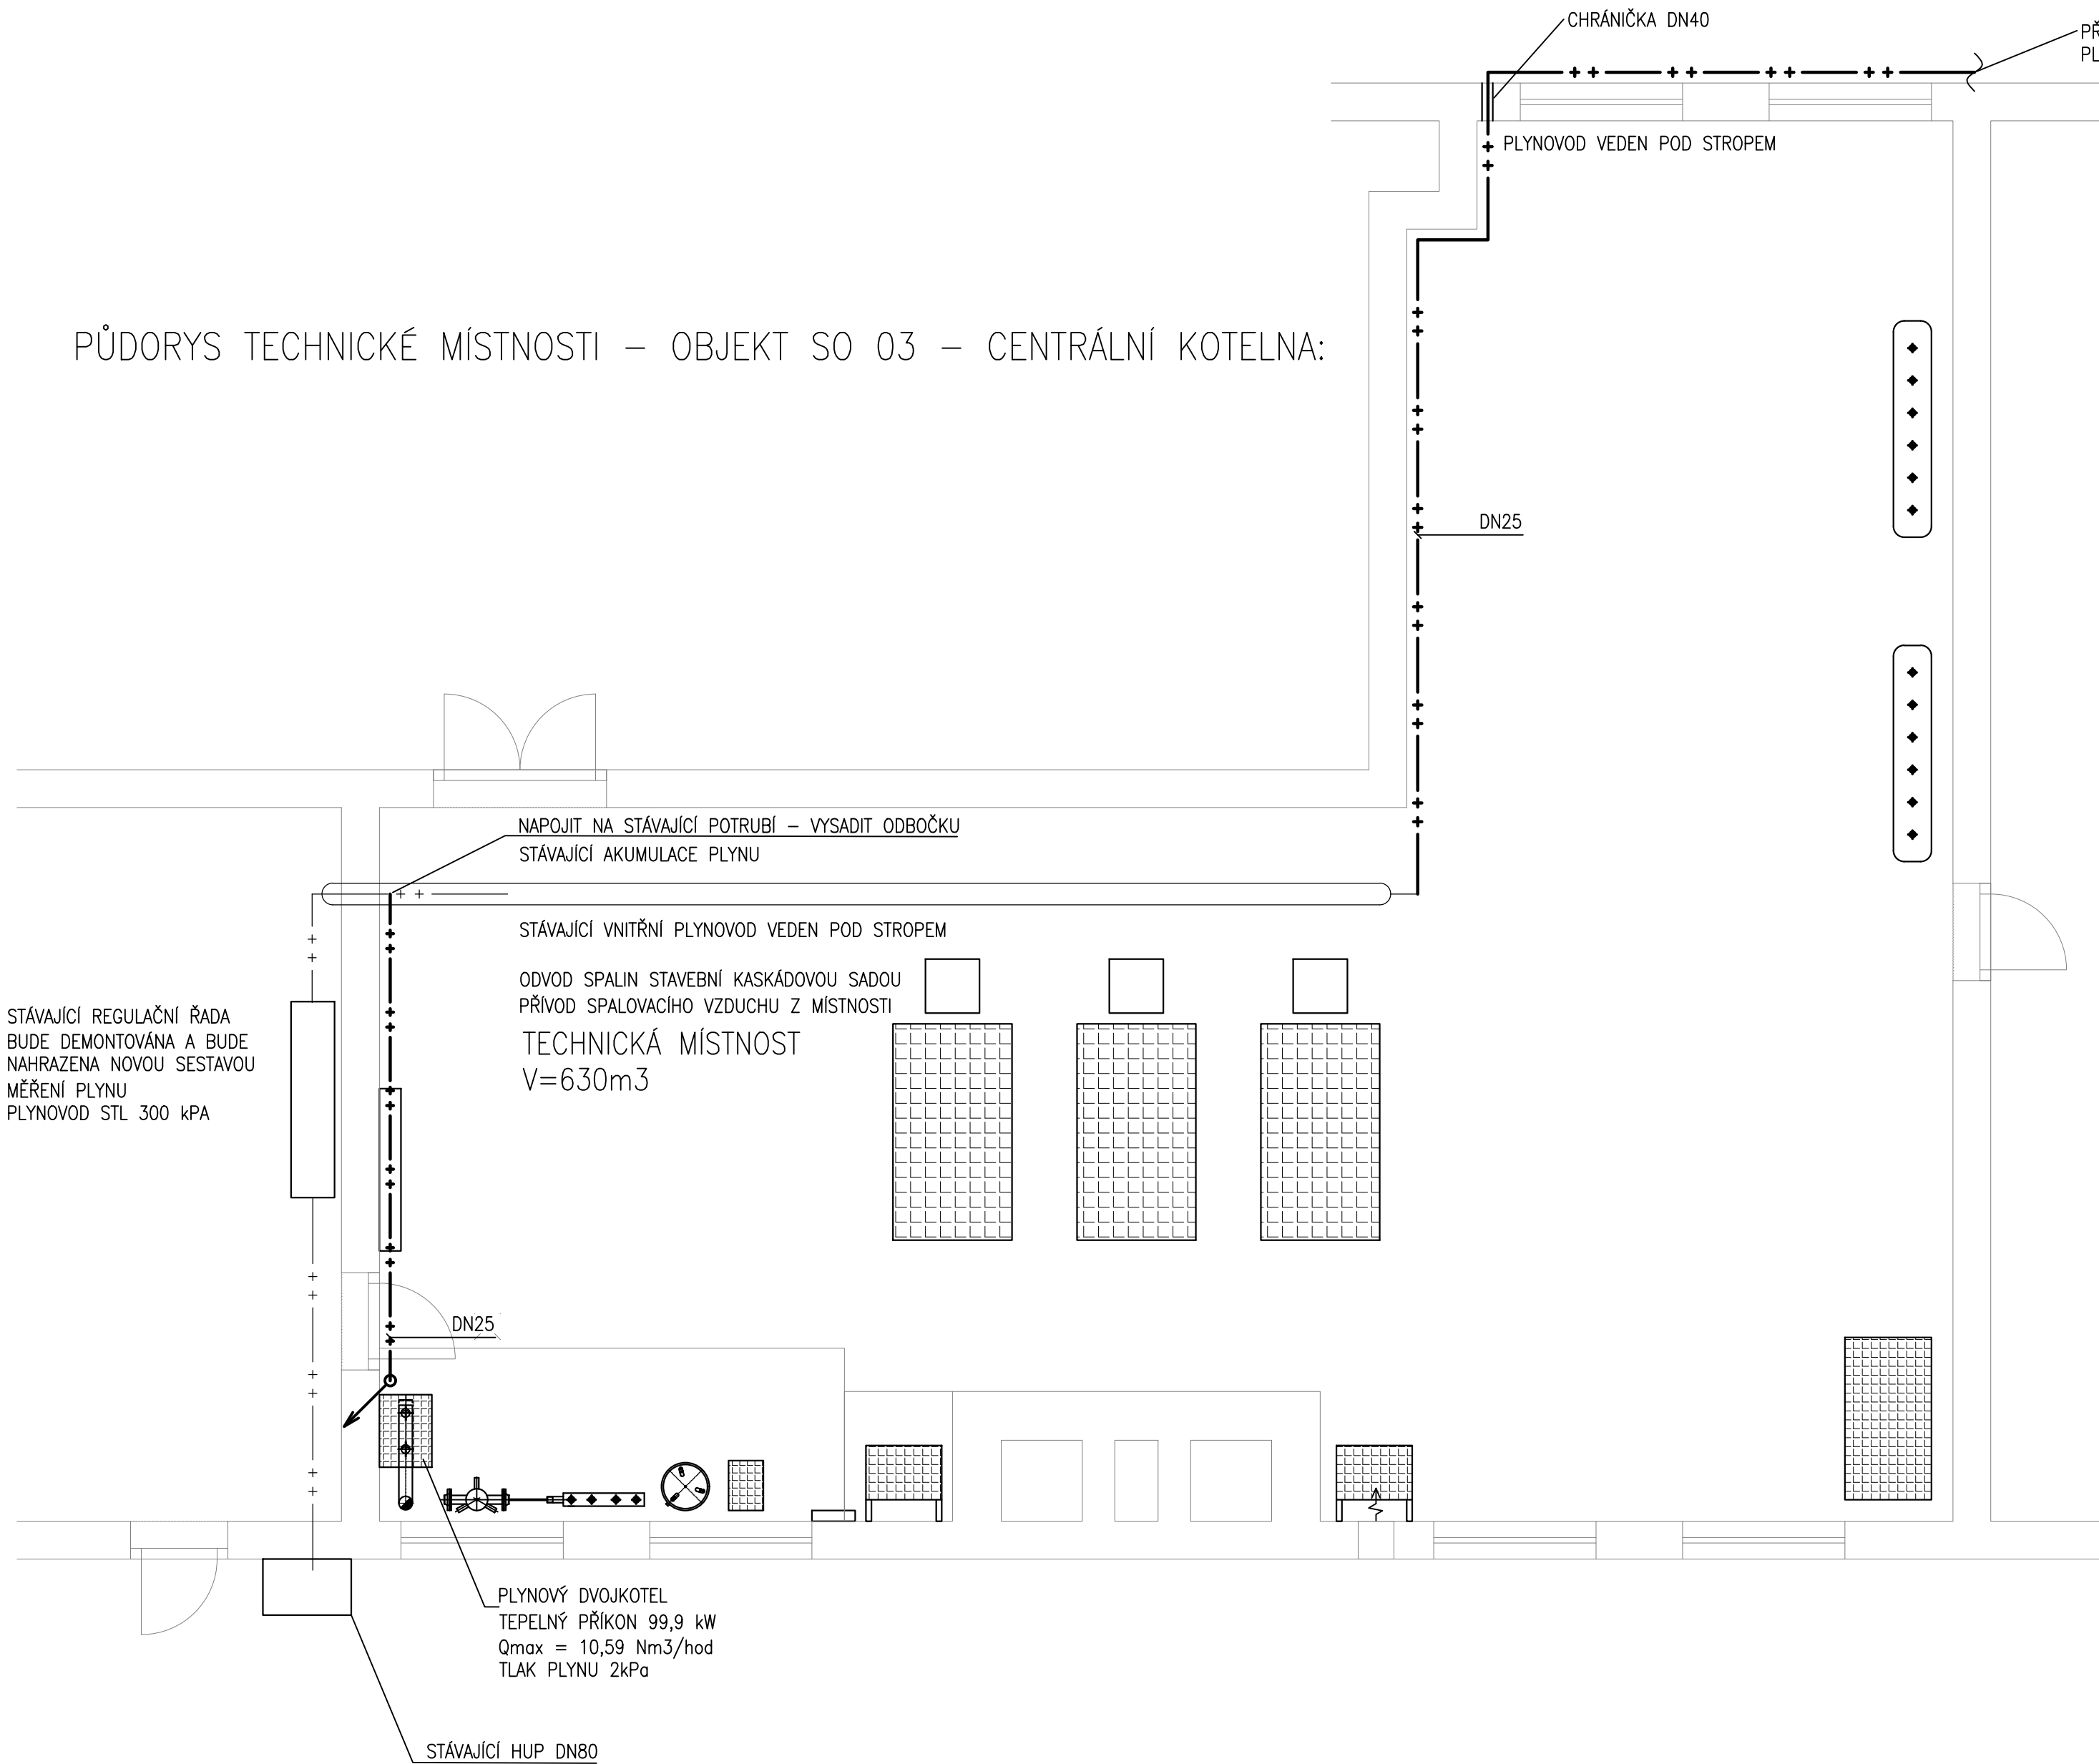 CHRÁNIČKA DN40
PLYNOVOD VEDEN POD STROPEM
PŮDORYS TECHNICKÉ MÍSTNOSTI – OBJEKT SO 03 – CENTRÁLNÍ KOTELNA:
DN25
NAPOJIT NA STÁVAJÍCÍ POTRUBÍ – VYSADIT ODBOČKU
STÁVAJÍCÍ AKUMULACE PLYNU
STÁVAJÍCÍ VNITŘNÍ PLYNOVOD VEDEN POD STROPEM
ODVOD SPALIN STAVEBNÍ KASKÁDOVOU SADOU
PŘÍVOD SPALOVACÍHO VZDUCHU Z MÍSTNOSTI
TECHNICKÁ MÍSTNOST
V=630m3
STÁVAJÍCÍ REGULAČNÍ ŘADA
BUDE DEMONTOVÁNA A BUDE
NAHRAZENA NOVOU SESTAVOU
MĚŘENÍ PLYNU
PLYNOVOD STL 300 kPA
DN25
PLYNOVÝ DVOJKOTEL
TEPELNÝ PŘÍKON 99,9 kW
Qmax = 10,59 Nm3/hod
TLAK PLYNU 2kPa
STÁVAJÍCÍ HUP DN80